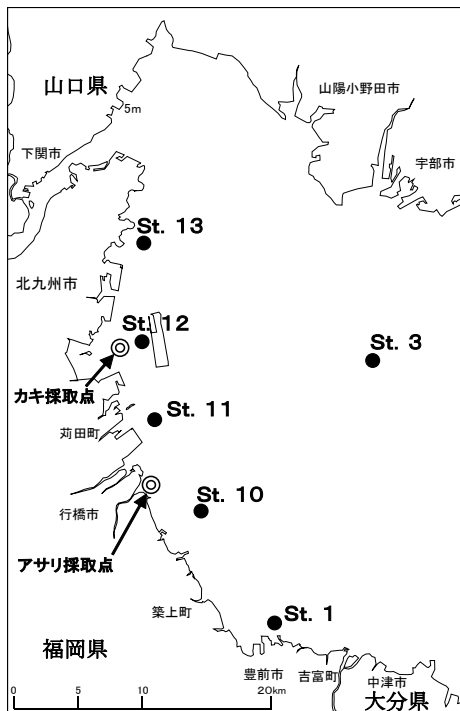 山口県
山陽小野田市
5m
下関市
宇部市
St. 13
北九州市
St. 12
St. 3
カキ採取点
St. 11
苅田町
St. 10
行橋市
アサリ採取点
築上町
St. 1
福岡県
豊前市
吉富町
中津市
大分県
0 5 10 20km